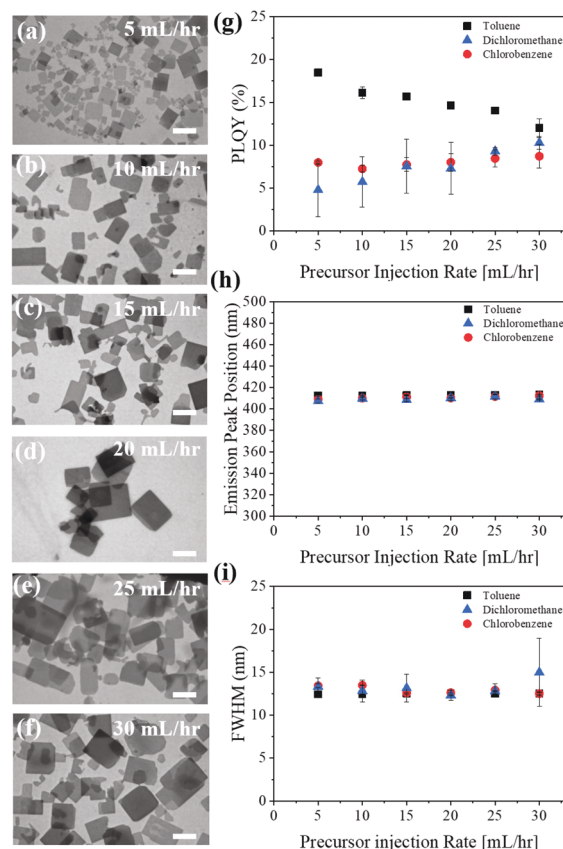 (a) 5 mL/hr
(b) 10 mL/hr
(c) 15 mL/hr
(d) 20 mL/hr
(e) 25 mL/hr
(f) 30 mL/hr
(g)
Toluene
Dichloromethane
Chlorobenzene
25
20
15
10
5
0
PLQY (%)
0 5 10 15 20 25 30
Precursor Injection Rate [mL/hr]
(h)
Toluene
Dichloromethane
Chlorobenzene
500
480
460
440
420
400
380
360
340
320
300
Emission Peak Position (nm)
0 5 10 15 20 25 30
Precursor Injection Rate [mL/hr]
(i)
Toluene
Dichloromethane
Chlorobenzene
25
20
15
10
5
0
FWHM (nm)
0 5 10 15 20 25 30
Precursor injection Rate [mL/hr]